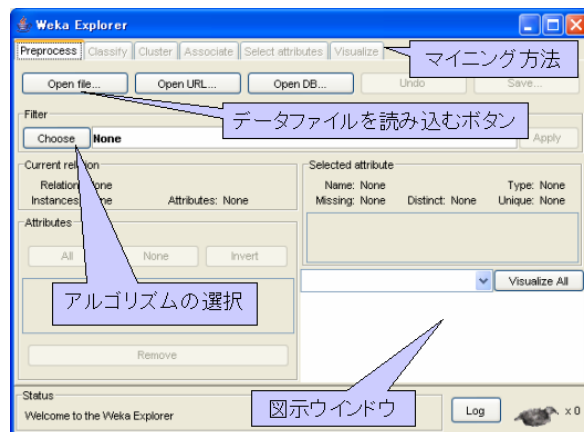 Weka Explorer
Preprocess Classify Cluster Associate Select attributes Visualize
マイニング方法
Open file... Open URL... Open DB... Undo Save...
データファイルを読み込むボタン
Filter
Choose None Apply
Current relation
Relation: None
Instances: None Attributes: None
Selected attribute
Name: None Type: None
Missing: None Distinct: None Unique: None
Attributes
All None Invert
Visualize All
アルゴリズムの選択
Remove
図示ウインドウ
Status
Welcome to the Weka Explorer
Log x 0